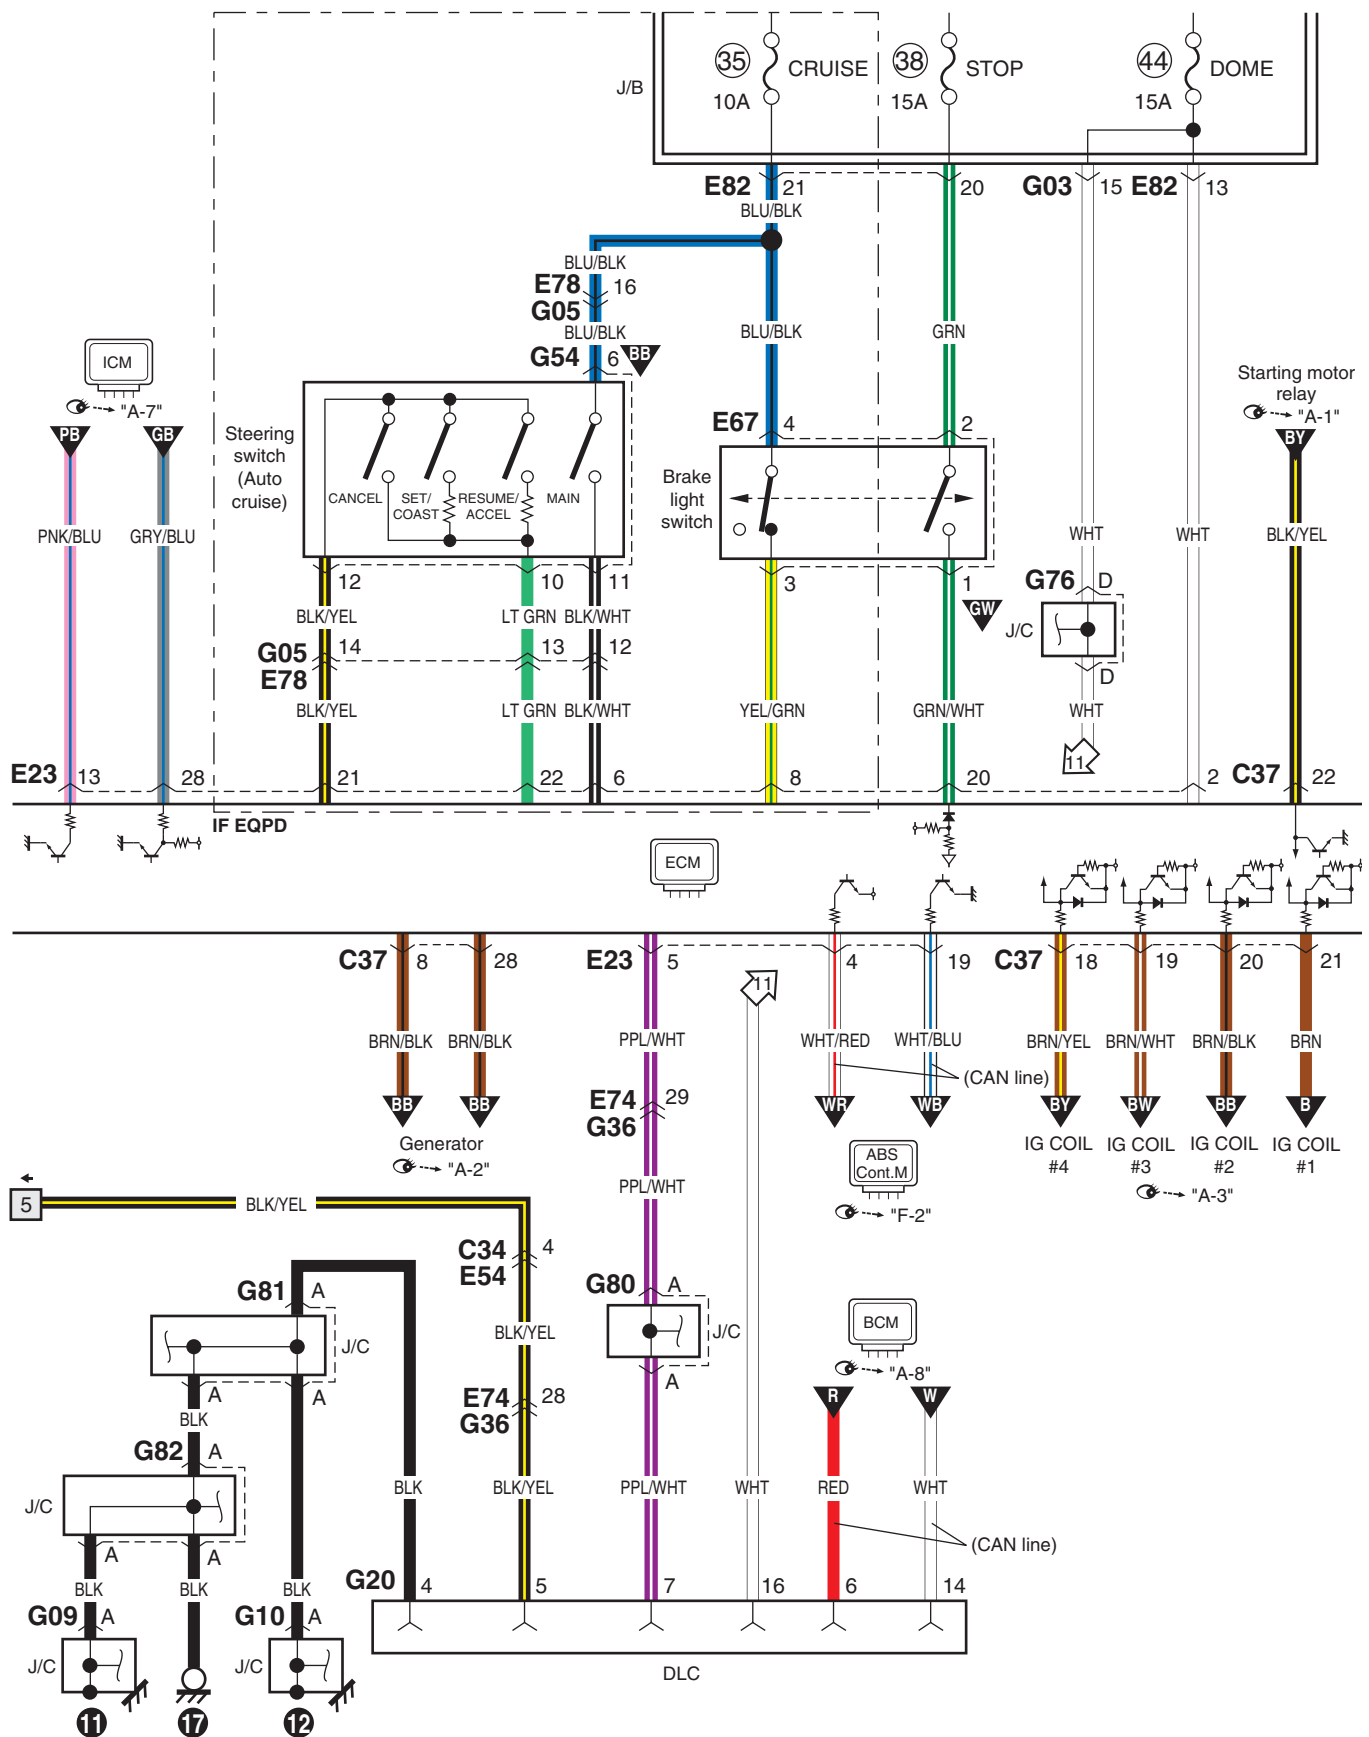 35 CRUISE 38 STOP 44 DOME
J/B 10A 15A 15A
E82 21 20 G03 15 E82 13
BLU/BLK
BLU/BLK
E78 16
G05
BLU/BLK BLU/BLK GRN
G54 6 BB
ICM
"A-7"
PB GB
Starting motor
relay
"A-1"
BY
Steering
switch
(Auto
cruise)
CANCEL SET/
COAST RESUME/
ACCEL MAIN
E67 4 2
Brake
light
switch
PNK/BLU GRY/BLU WHT WHT BLK/YEL
12 10 11 3 1
GW
G76 D
J/C
D
BLK/YEL LT GRN BLK/WHT
G05 14 13 12
E78
BLK/YEL LT GRN BLK/WHT YEL/GRN GRN/WHT WHT
11
E23 13 28 21 22 6 8 20 2 C37 22
IF EQPD
ECM
C37 8 28 E23 5 4 19 C37 18 19 20 21
11
BRN/BLK BRN/BLK PPL/WHT WHT/RED WHT/BLU BRN/YEL BRN/WHT BRN/BLK BRN
(CAN line)
BB BB WR WB BY BW BB B
E74 29
G36
Generator
"A-2"
ABS
Cont.M
"F-2"
IG COIL
#4
IG COIL
#3
IG COIL
#2
IG COIL
#1
"A-3"
PPL/WHT
5 BLK/YEL
C34 4
E54
G81 A
J/C
A A
G80 A
J/C
A
BLK/YEL
BCM
"A-8"
R W
E74 28
G36
BLK
G82 A
J/C
A A
BLK BLK/YEL PPL/WHT WHT RED WHT
(CAN line)
BLK BLK
G20 4 5 7 16 6 14
DLC
G09 A G10 A
J/C J/C
11 17 12